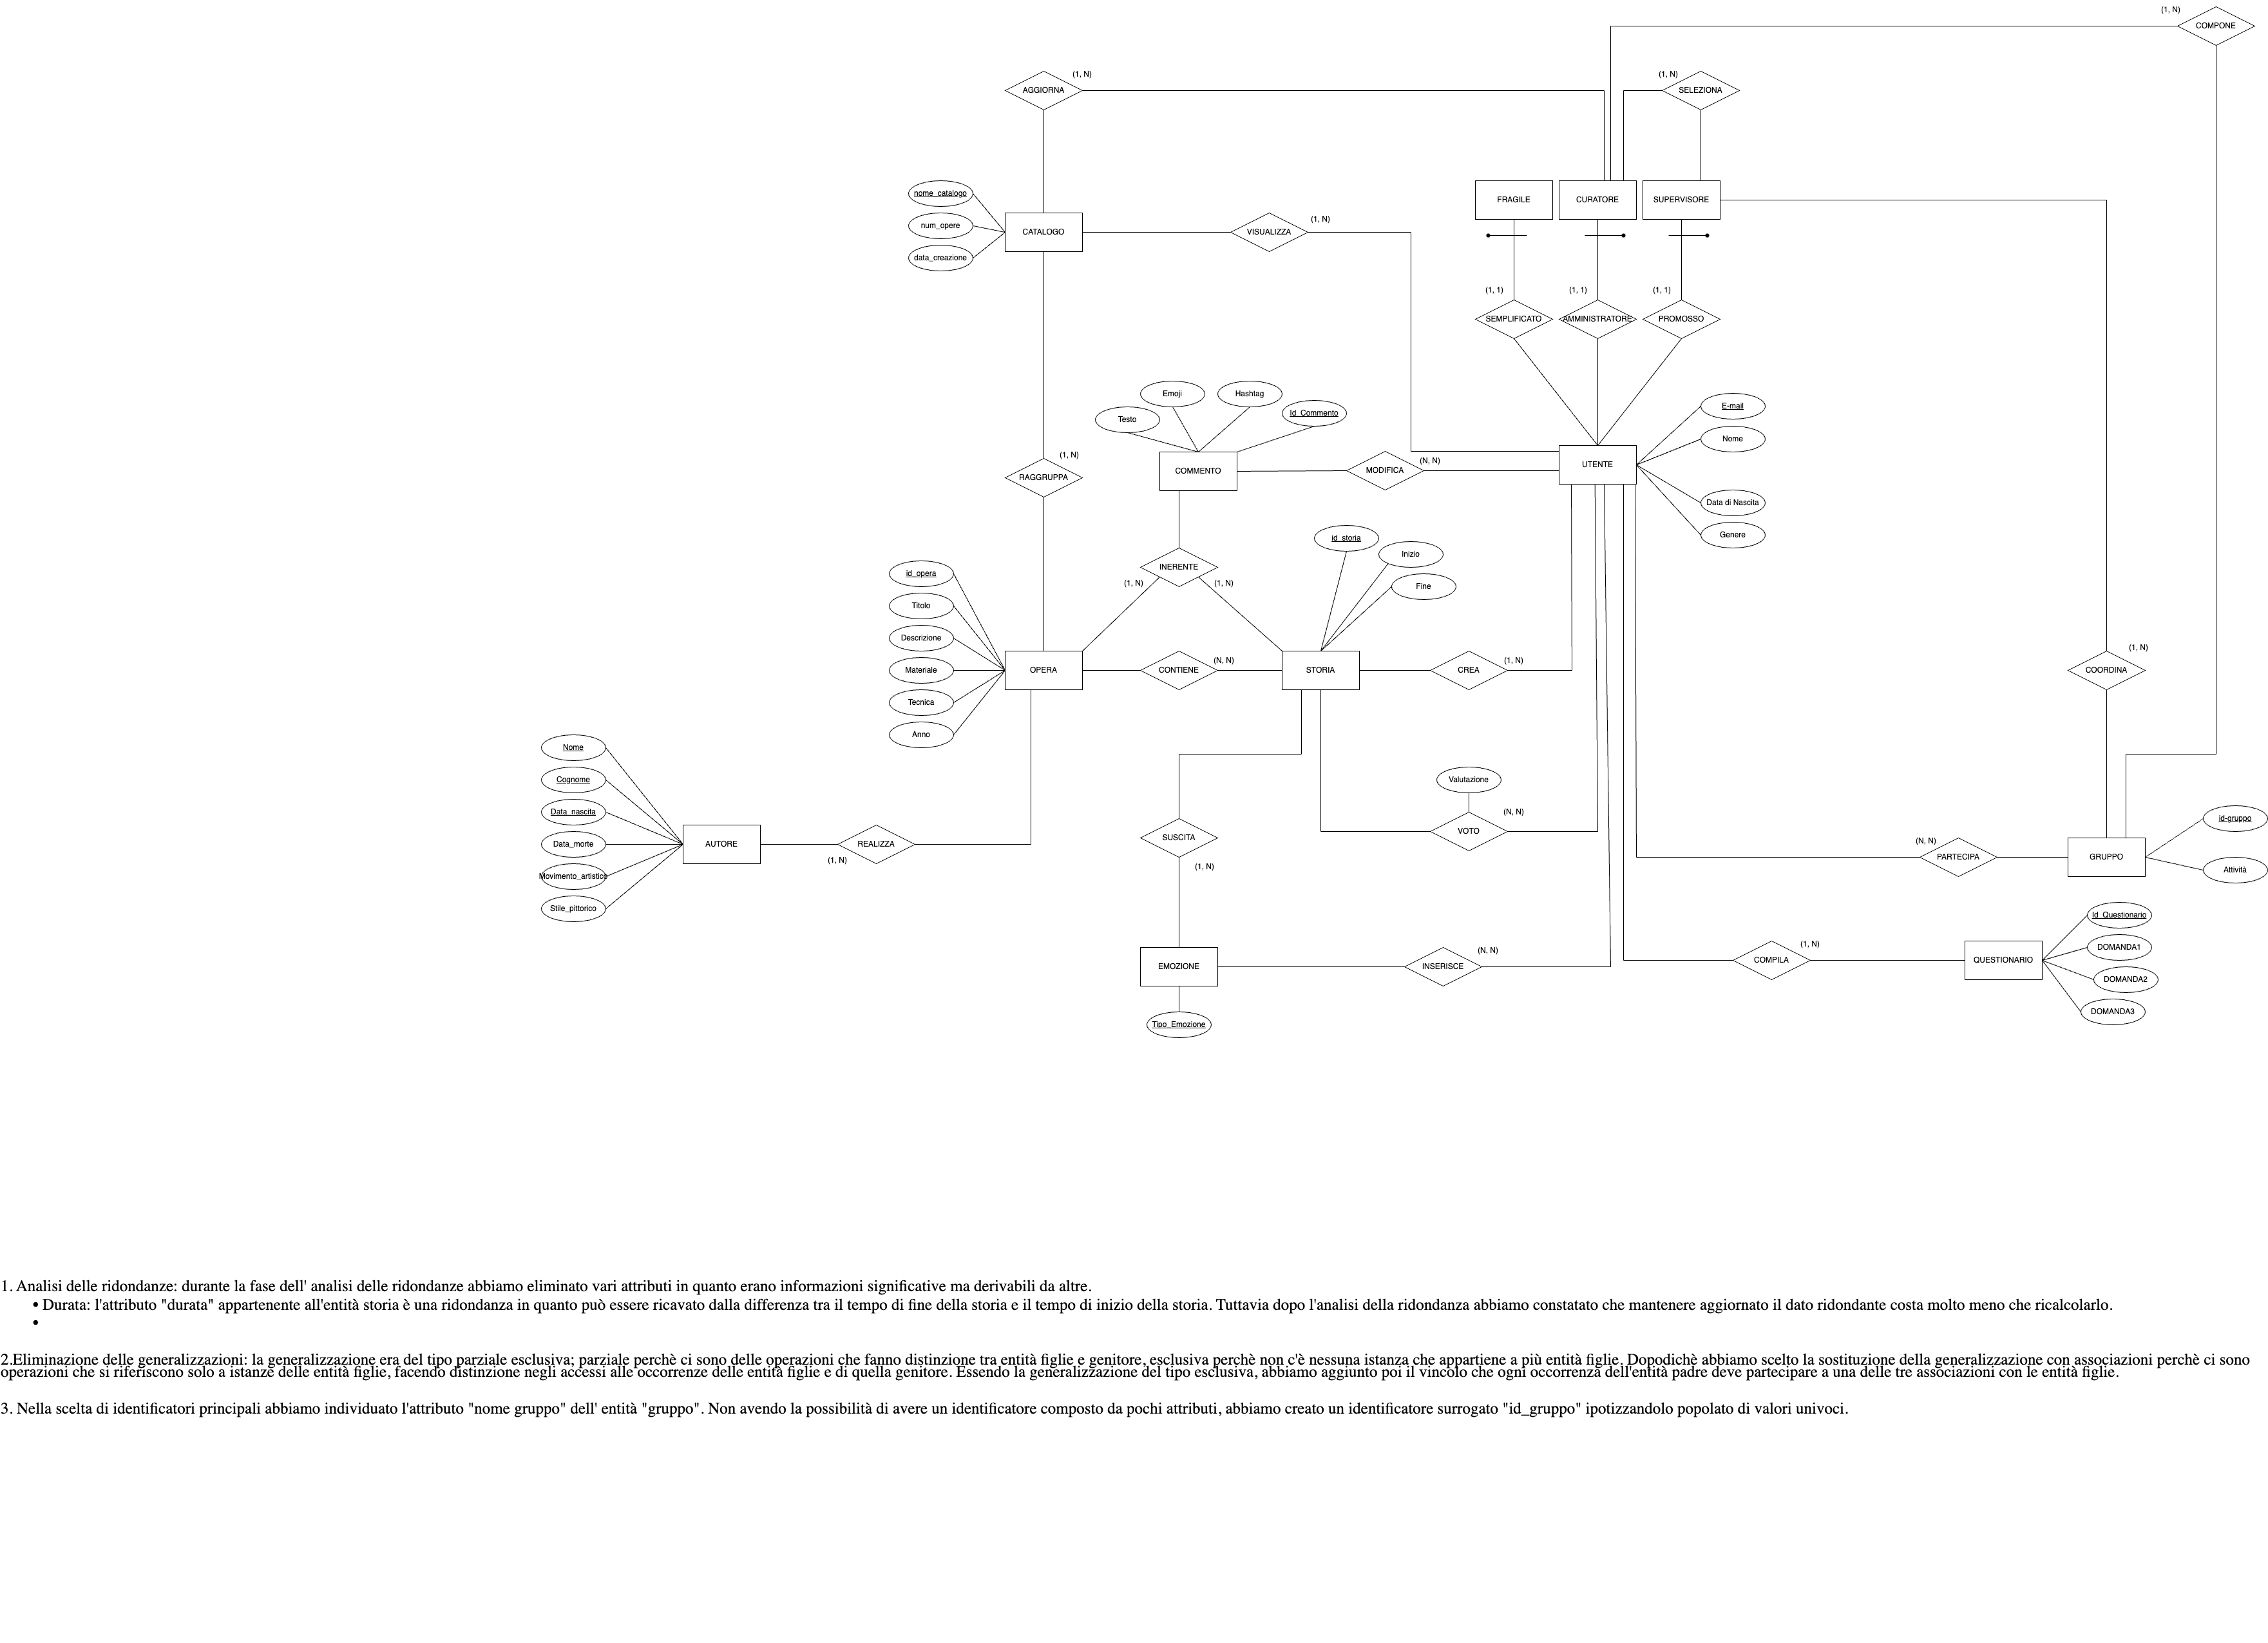 (1, N)
COMPONE
(1, N)
AGGIORNA
(1, N)
SELEZIONA
nome_catalogo
num_opere
data_creazione
CATALOGO
VISUALIZZA
(1, N)
FRAGILE
CURATORE
SUPERVISORE
(1, 1)
(1, 1)
(1, 1)
SEMPLIFICATO
AMMINISTRATORE
PROMOSSO
Testo
Emoji
Hashtag
Id_Commento
COMMENTO
MODIFICA
(N, N)
UTENTE
E-mail
Nome
Data di Nascita
Genere
(1, N)
RAGGRUPPA
INERENTE
(1, N)
(1, N)
id_storia
Inizio
Fine
id_opera
Titolo
Descrizione
Materiale
Tecnica
Anno
OPERA
CONTIENE
(N, N)
STORIA
CREA
(1, N)
(1, N)
COORDINA
Nome
Cognome
Data_nascita
Data_morte
Movimento_artistico
Stile_pittorico
AUTORE
REALIZZA
(1, N)
SUSCITA
(1, N)
Valutazione
VOTO
(N, N)
(N, N)
PARTECIPA
GRUPPO
id-gruppo
Attività
EMOZIONE
INSERISCE
(N, N)
Tipo_Emozione
COMPILA
(1, N)
QUESTIONARIO
Id_Questionario
DOMANDA1
DOMANDA2
DOMANDA3
1. Analisi delle ridondanze: durante la fase dell' analisi delle ridondanze abbiamo eliminato vari attributi in quanto erano informazioni significative ma derivabili da altre.
• Durata: l'attributo "durata" appartenente all'entità storia è una ridondanza in quanto può essere ricavato dalla differenza tra il tempo di fine della storia e il tempo di inizio della storia. Tuttavia dopo l'analisi della ridondanza abbiamo constatato che mantenere aggiornato il dato ridondante costa molto meno che ricalcolarlo.
•
2.Eliminazione delle generalizzazioni: la generalizzazione era del tipo parziale esclusiva; parziale perchè ci sono delle operazioni che fanno distinzione tra entità figlie e genitore, esclusiva perchè non c'è nessuna istanza che appartiene a più entità figlie. Dopodichè abbiamo scelto la sostituzione della generalizzazione con associazioni perchè ci sono
operazioni che si riferiscono solo a istanze delle entità figlie, facendo distinzione negli accessi alle occorrenze delle entità figlie e di quella genitore. Essendo la generalizzazione del tipo esclusiva, abbiamo aggiunto poi il vincolo che ogni occorrenza dell'entità padre deve partecipare a una delle tre associazioni con le entità figlie.
3. Nella scelta di identificatori principali abbiamo individuato l'attributo "nome gruppo" dell' entità "gruppo". Non avendo la possibilità di avere un identificatore composto da pochi attributi, abbiamo creato un identificatore surrogato "id_gruppo" ipotizzandolo popolato di valori univoci.